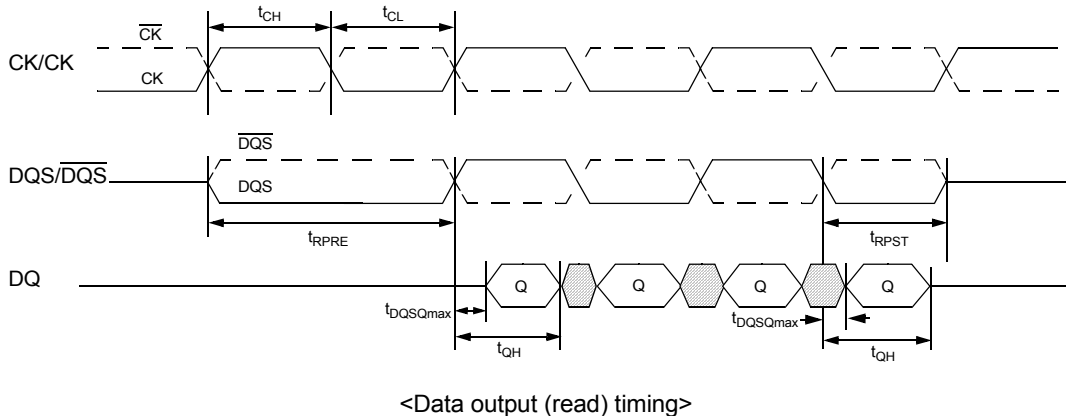 tCH tCL
CK
CK/CK
CK
DQS
DQS/DQS
DQS
tRPRE
tRPST
DQ
Q Q Q Q
tDQSQmax
tDQSQmax
tQH
tQH
<Data output (read) timing>